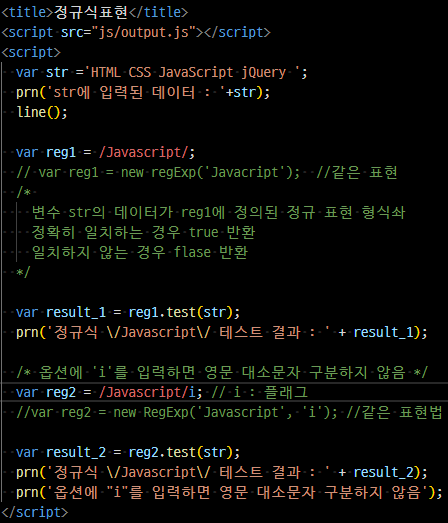 <title>정규식표현</title>
<script src="js/output.js"></script>
<script>
var str ='HTML CSS JavaScript jQuery ';
prn('str에 입력된 데이터 : '+str);
line();
var reg1 = /Javascript/;
// var reg1 = new regExp('Javacript'); //같은 표현
/*
변수 str의 데이터가 reg1에 정의된 정규 표현 형식솨
정확히 일치하는 경우 true 반환
일치하지 않는 경우 flase 반환
*/
var result_1 = reg1.test(str);
prn('정규식 \/Javascript\/ 테스트 결과 : ' + result_1);
/* 옵션에 'i'를 입력하면 영문 대소문자 구분하지 않음 */
var reg2 = /Javascript/i; // i : 플래그
//var reg2 = new RegExp('Javascript', 'i'); //같은 표현법
var result_2 = reg2.test(str);
prn('정규식 \/Javascript\/ 테스트 결과 : ' + result_2);
prn('옵션에 "i"를 입력하면 영문 대소문자 구분하지 않음');
</script>